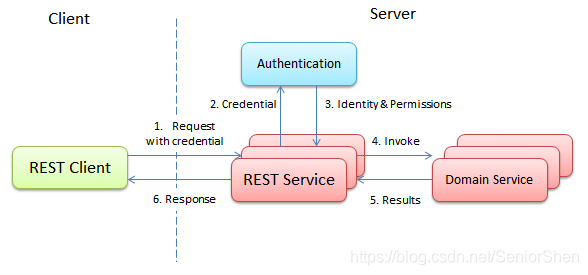 Client
Server
Authentication
2. Credential
3. Identity & Permissions
1. Request
with credential
4. Invoke
REST Client
REST Service
Domain Service
6. Response
5. Results
https://blog.csdn.net/SeniorShen